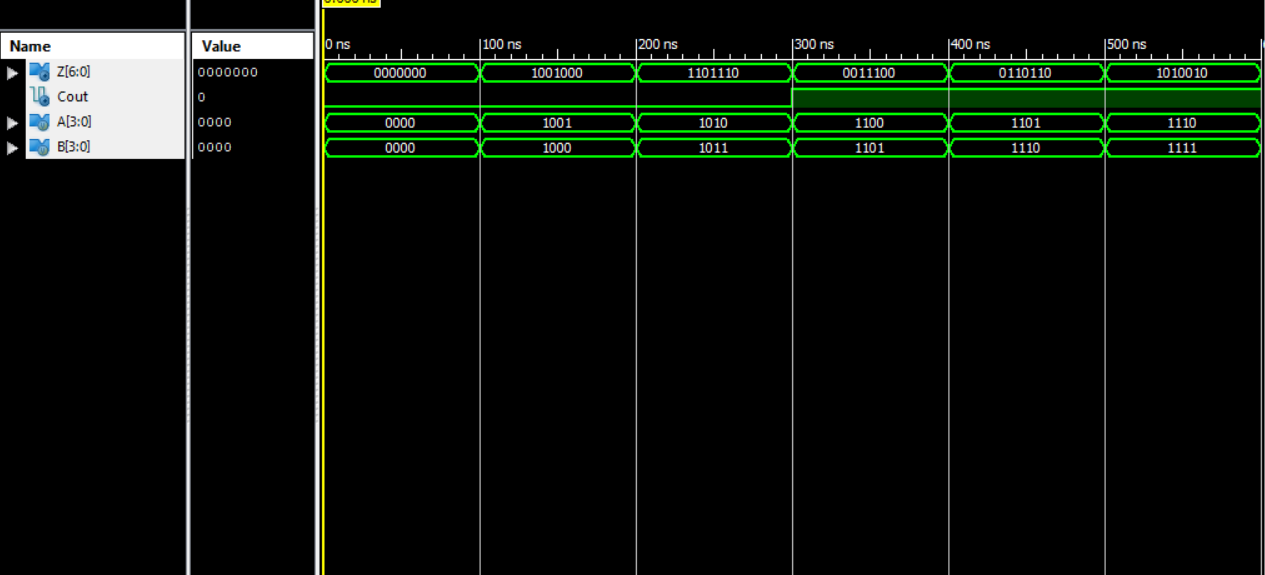 Name Value 0 ns 100 ns 200 ns 300 ns 400 ns 500 ns
Z[6:0] 0000000 0000000 1001000 1101110 0011100 0110110 1010010
Cout 0
A[3:0] 0000 0000 1001 1010 1100 1101 1110
B[3:0] 0000 0000 1000 1011 1101 1110 1111